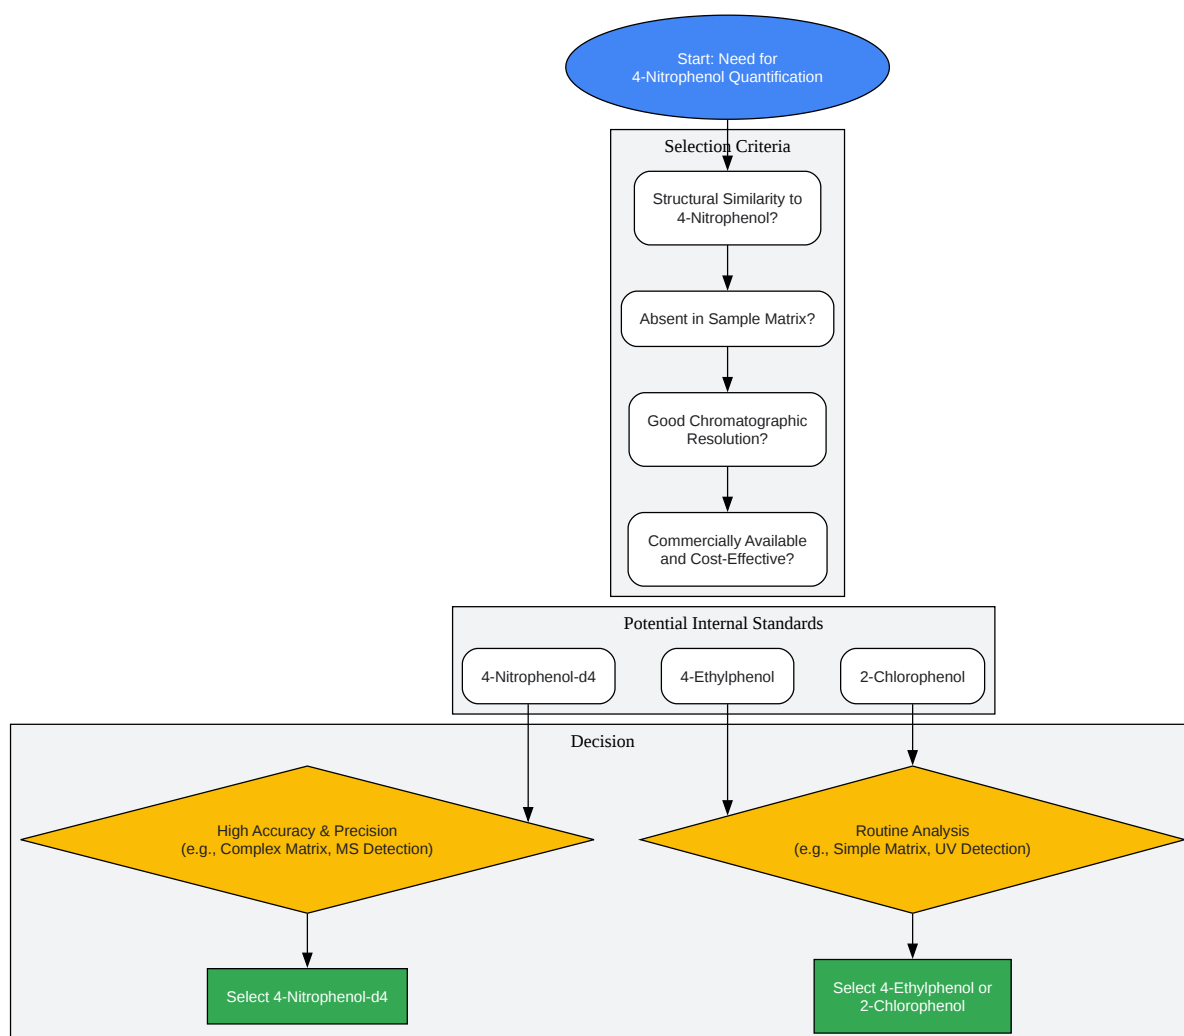 Start: Need for
4-Nitrophenol Quantification
Selection Criteria
Structural Similarity to
4-Nitrophenol?
Absent in Sample Matrix?
Good Chromatographic
Resolution?
Commercially Available
and Cost-Effective?
Potential Internal Standards
4-Nitrophenol-d4
4-Ethylphenol
2-Chlorophenol
Decision
High Accuracy & Precision
(e.g., Complex Matrix, MS Detection)
Routine Analysis
(e.g., Simple Matrix, UV Detection)
Select 4-Nitrophenol-d4
Select 4-Ethylphenol or
2-Chlorophenol